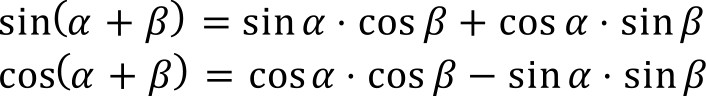 sin(α + β) = sin α · cos β + cos α · sin β
cos(α + β) = cos α · cos β − sin α · sin β